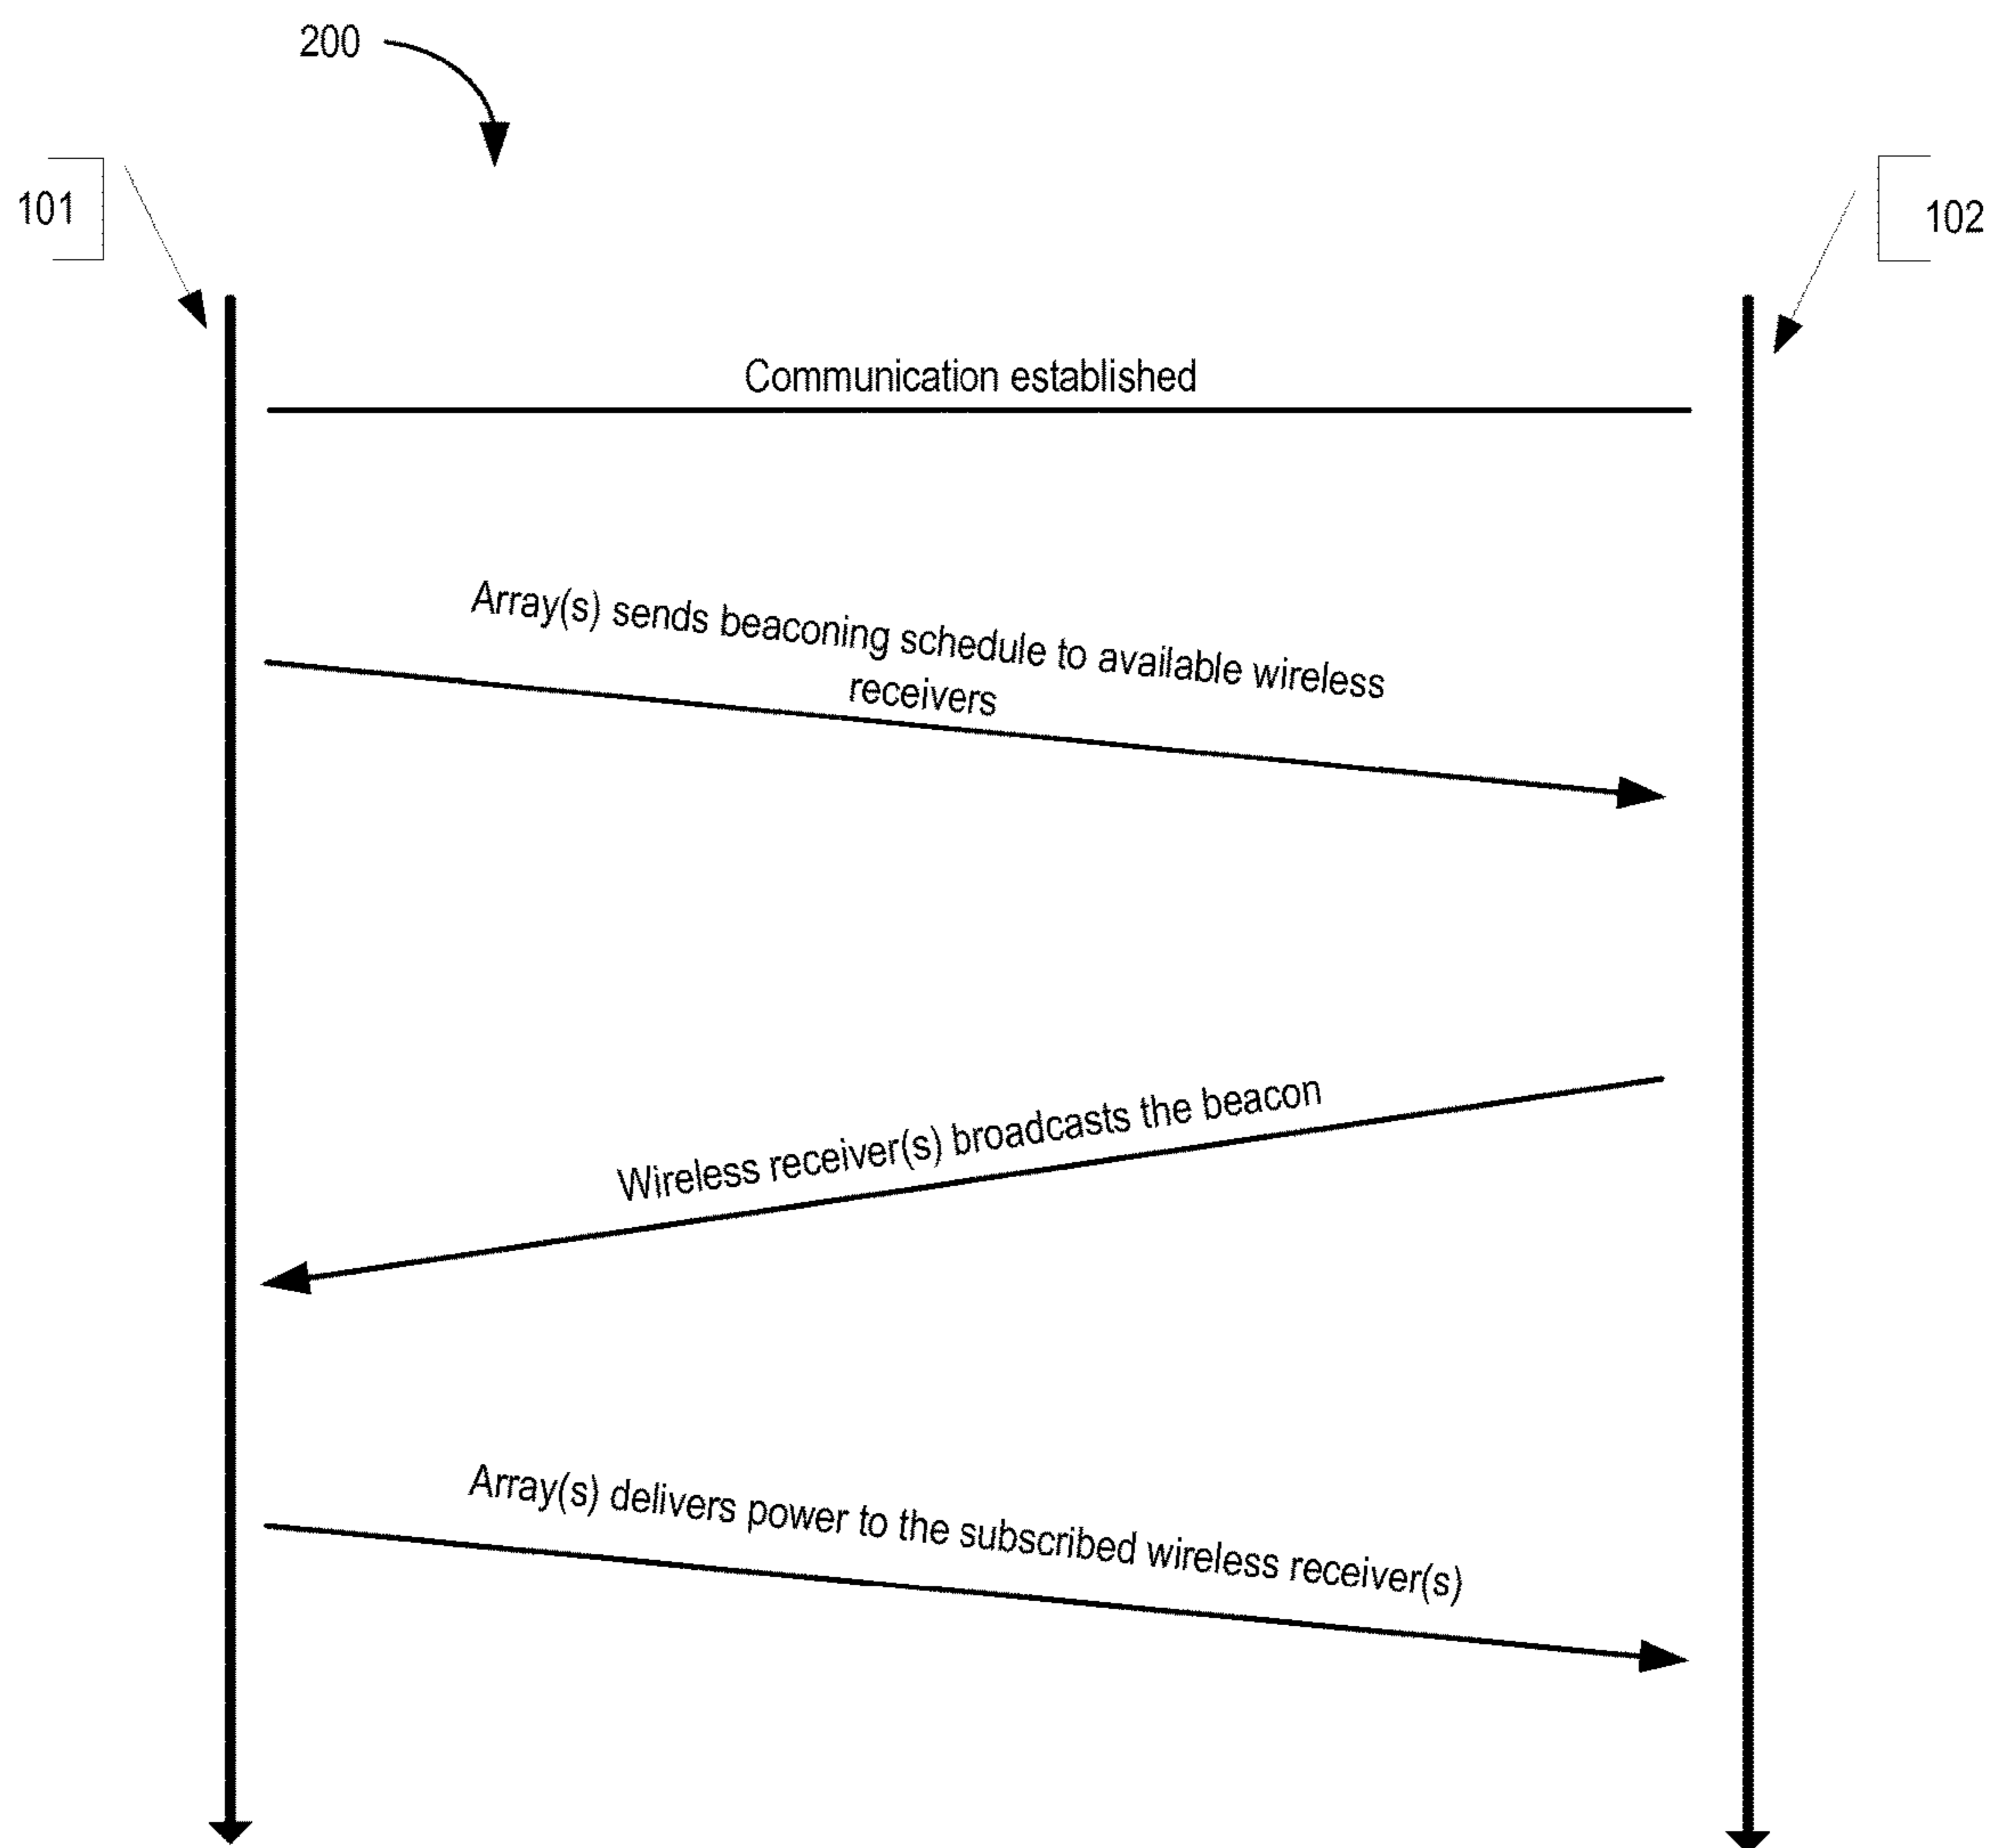 200
101
102
Communication established
Array(s) sends beaconing schedule to available wireless
receivers
Wireless receiver(s) broadcasts the beacon
Array(s) delivers power to the subscribed wireless receiver(s)